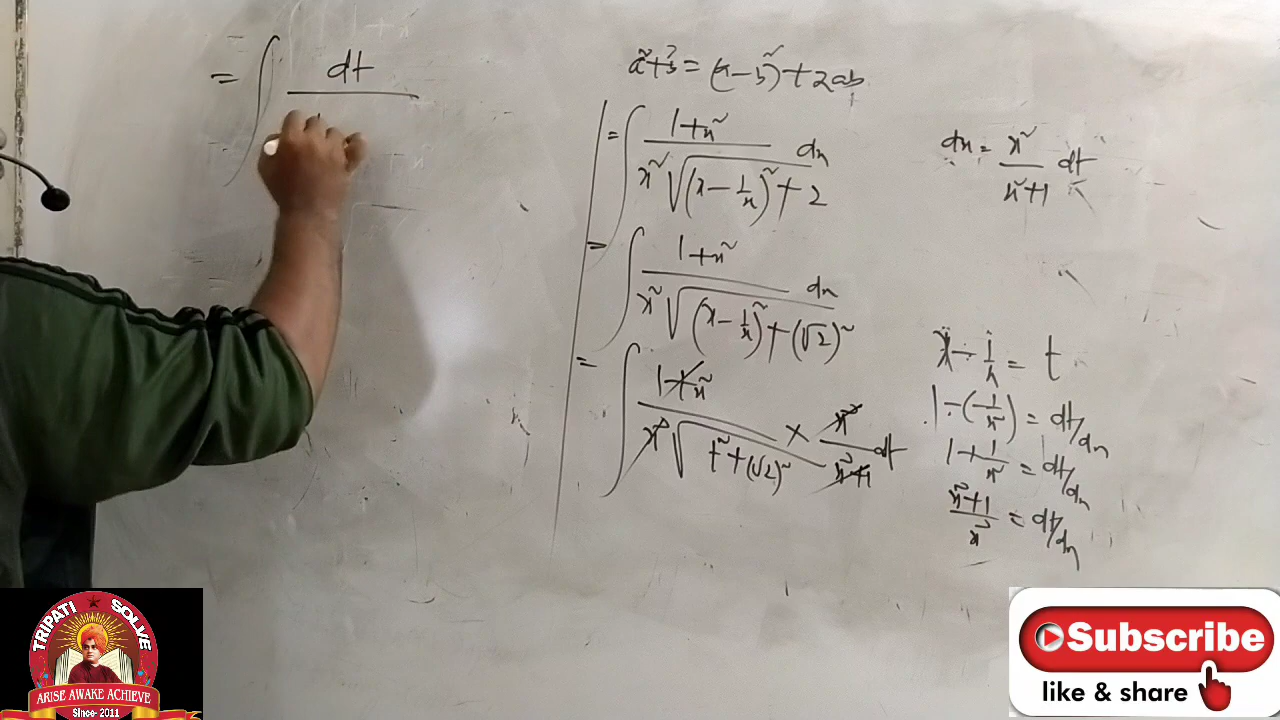 = ∫ dt
a² + b² = (a - b)² + 2ab
= ∫ 1+x² / x²√((x - 1/x)² + 2) dx
= ∫ 1+x² / x²√((x - 1/x)² + (√2)²) dx
= ∫ 1+x² / x²√(t² + (√2)²) × x² / x²+1 dt
dx = x² / x²+1 dt
x - 1/x = t
1 - (-1/x²) = dt/dx
1 + 1/x² = dt/dx
x²+1 / x² = dt/dx
TRIPATI SOLVE
ARISE AWAKE ACHIEVE
Since- 2011
Subscribe
like & share